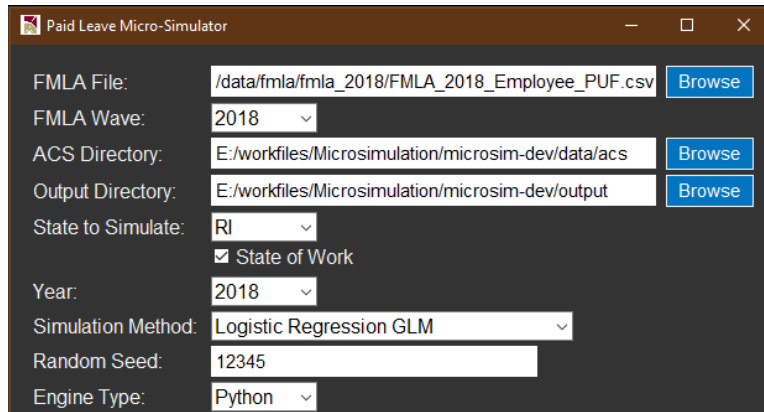 Paid Leave Micro-Simulator
FMLA File: /data/fmla/fmla_2018/FMLA_2018_Employee_PUF.csv Browse
FMLA Wave: 2018
ACS Directory: E:/workfiles/Microsimulation/microsim-dev/data/acs Browse
Output Directory: E:/workfiles/Microsimulation/microsim-dev/output Browse
State to Simulate: RI
State of Work
Year: 2018
Simulation Method: Logistic Regression GLM
Random Seed: 12345
Engine Type: Python